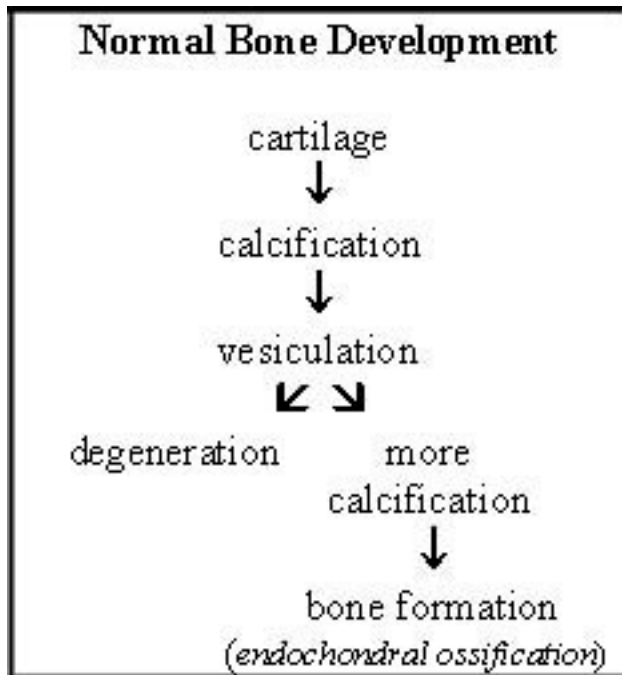 Normal Bone Development
cartilage
calcification
vesiculation
degeneration more
calcification
bone formation
(endochondral ossification)